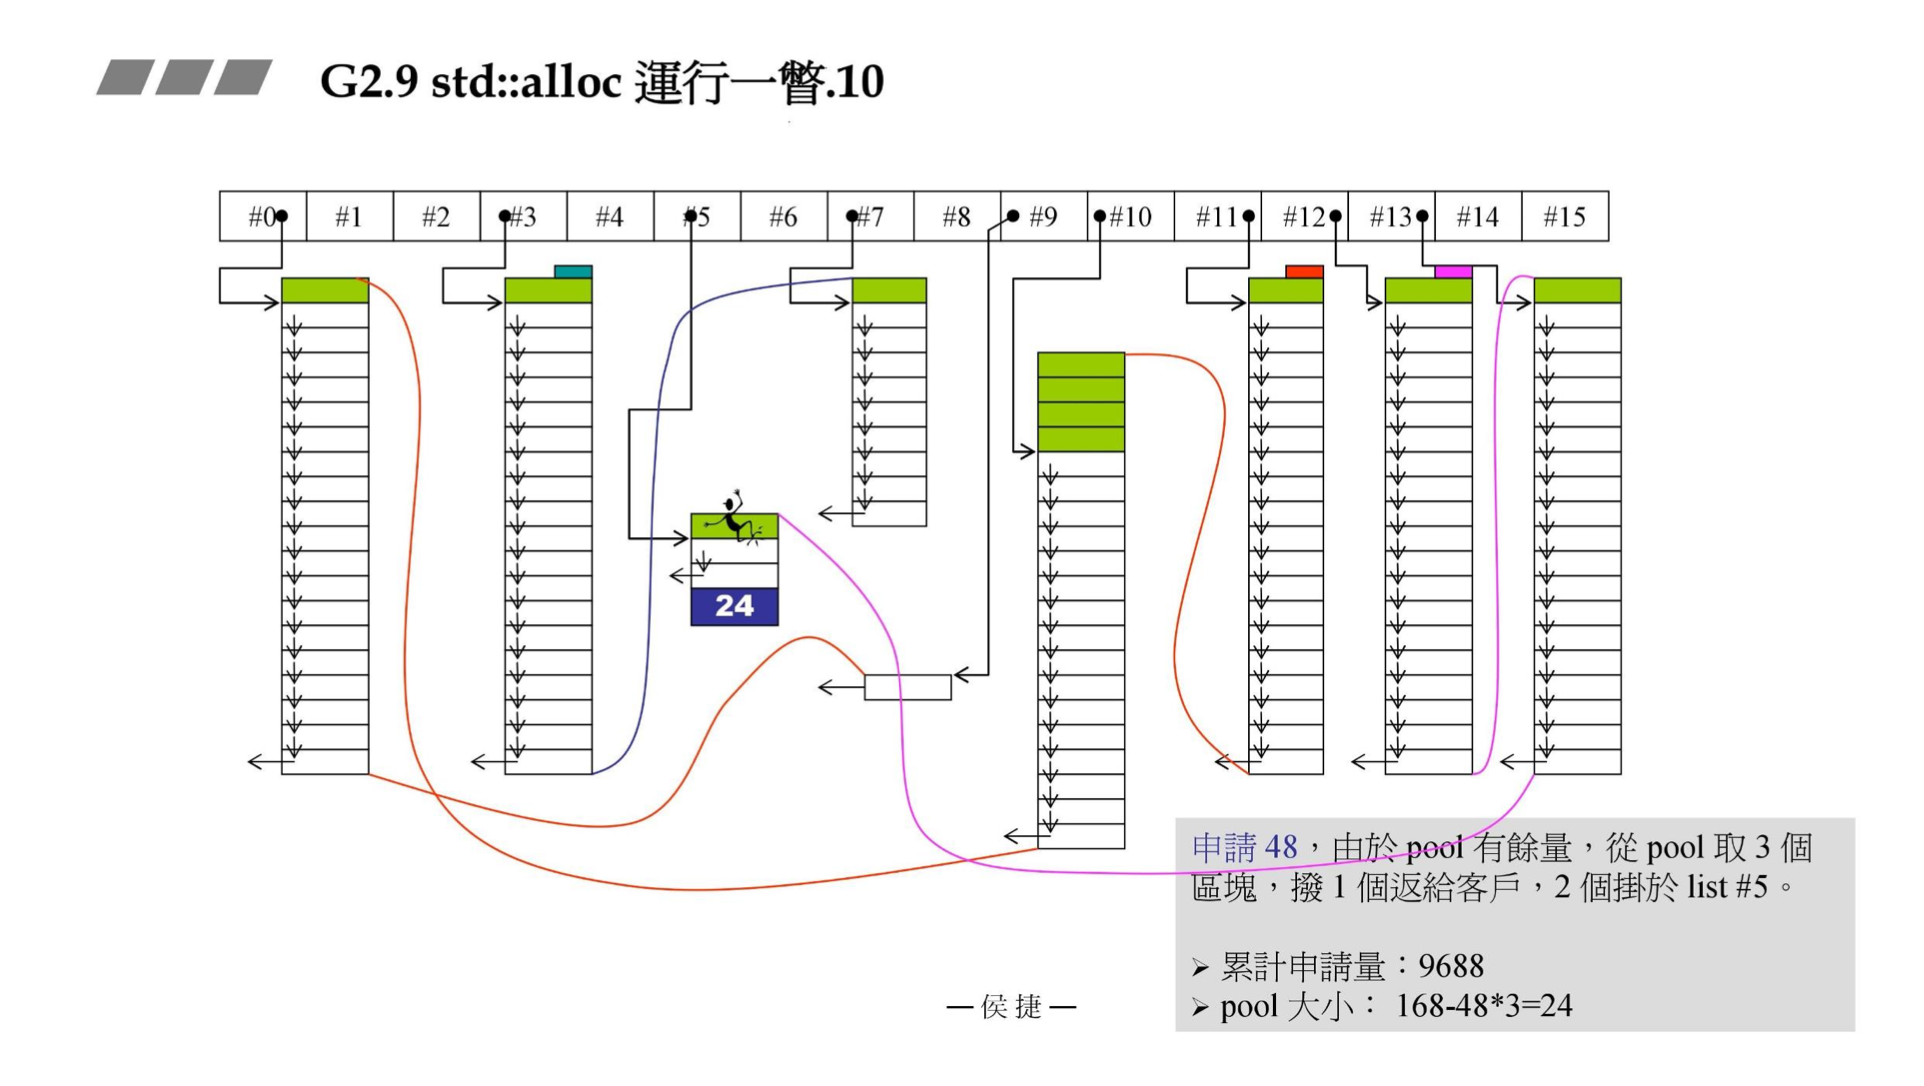 G2.9 std::alloc 運行一瞥.10
#0 #1 #2 #3 #4 #5 #6 #7 #8 #9 #10 #11 #12 #13 #14 #15
24
申請 48，由於 pool 有餘量，從 pool 取 3 個
區塊，撥 1 個返給客戶，2 個掛於 list #5。
➢ 累計申請量：9688
➢ pool 大小： 168-48*3=24
— 侯捷 —